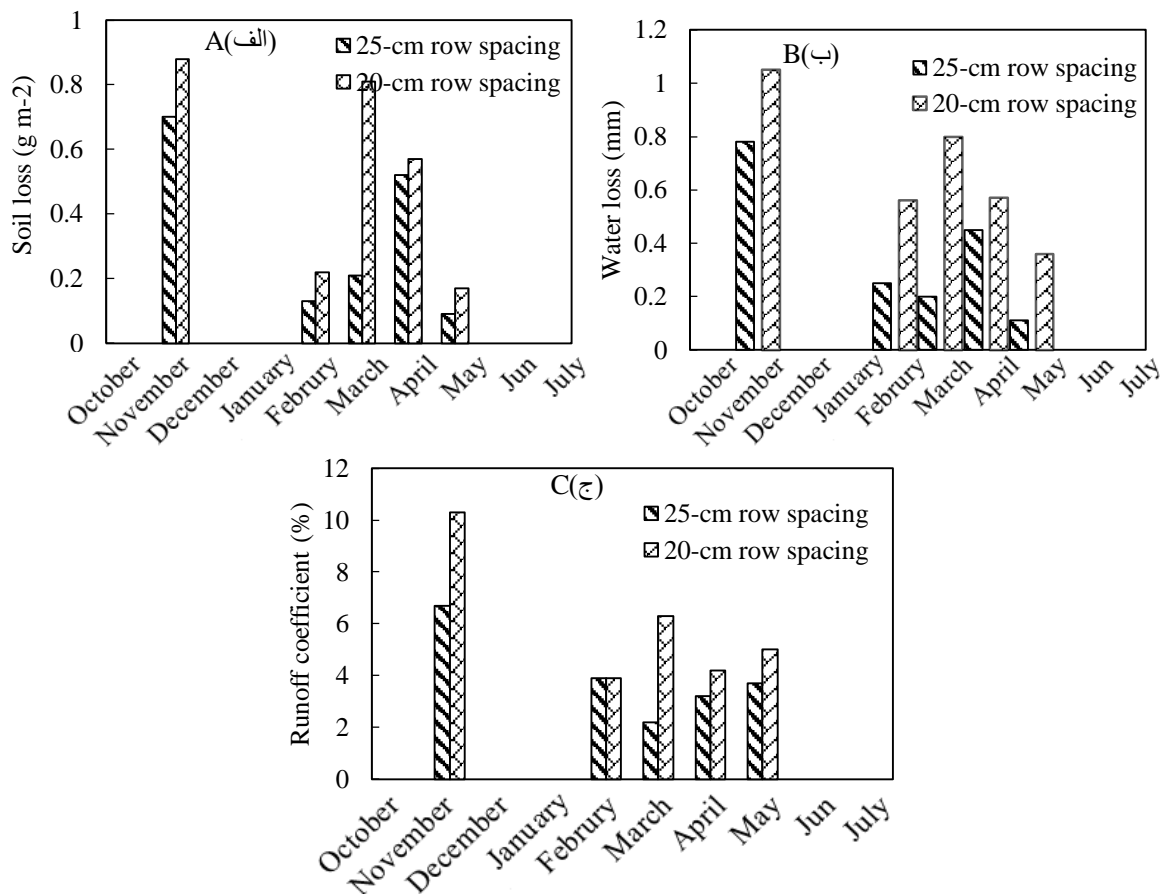 A(الف)
25-cm row spacing
20-cm row spacing
Soil loss (g m-2)
1
0.8
0.6
0.4
0.2
0
October
November
December
January
Februry
March
April
May
Jun
July
B(ب)
25-cm row spacing
20-cm row spacing
Water loss (mm)
1.2
1
0.8
0.6
0.4
0.2
0
October
November
December
January
Februry
March
April
May
Jun
July
C(ج)
25-cm row spacing
20-cm row spacing
Runoff coefficient (%)
12
10
8
6
4
2
0
October
November
December
January
Februry
March
April
May
Jun
July